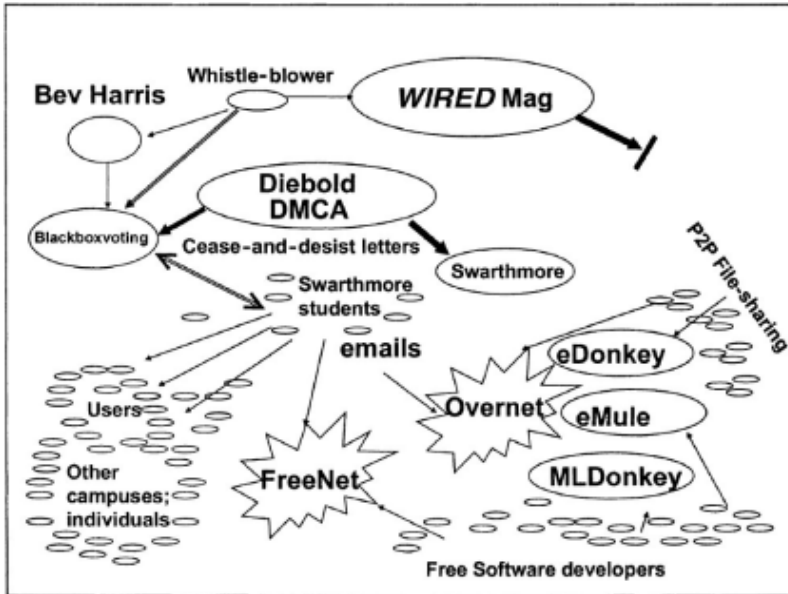 Whistle-blower
Bev Harris
WIRED Mag
Diebold
DMCA
Blackboxvoting
Cease-and-desist letters
Swarthmore
P2P File-sharing
Swarthmore
students
emails
eDonkey
Overnet
eMule
Users
FreeNet
MLDonkey
Other
campuses;
individuals
Free Software developers